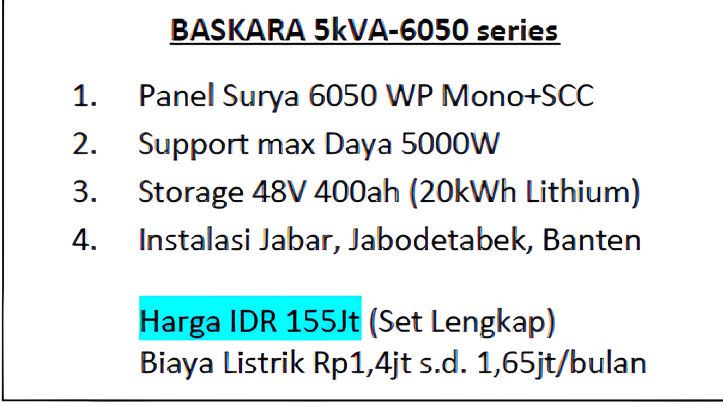 BASKARA 5kVA-6050 series
1. Panel Surya 6050 WP Mono+SCC
2. Support max Daya 5000W
3. Storage 48V 400ah (20kWh Lithium)
4. Instalasi Jabar, Jabodetabek, Banten
Harga IDR 155Jt (Set Lengkap)
Biaya Listrik Rp1,4jt s.d. 1,65jt/bulan